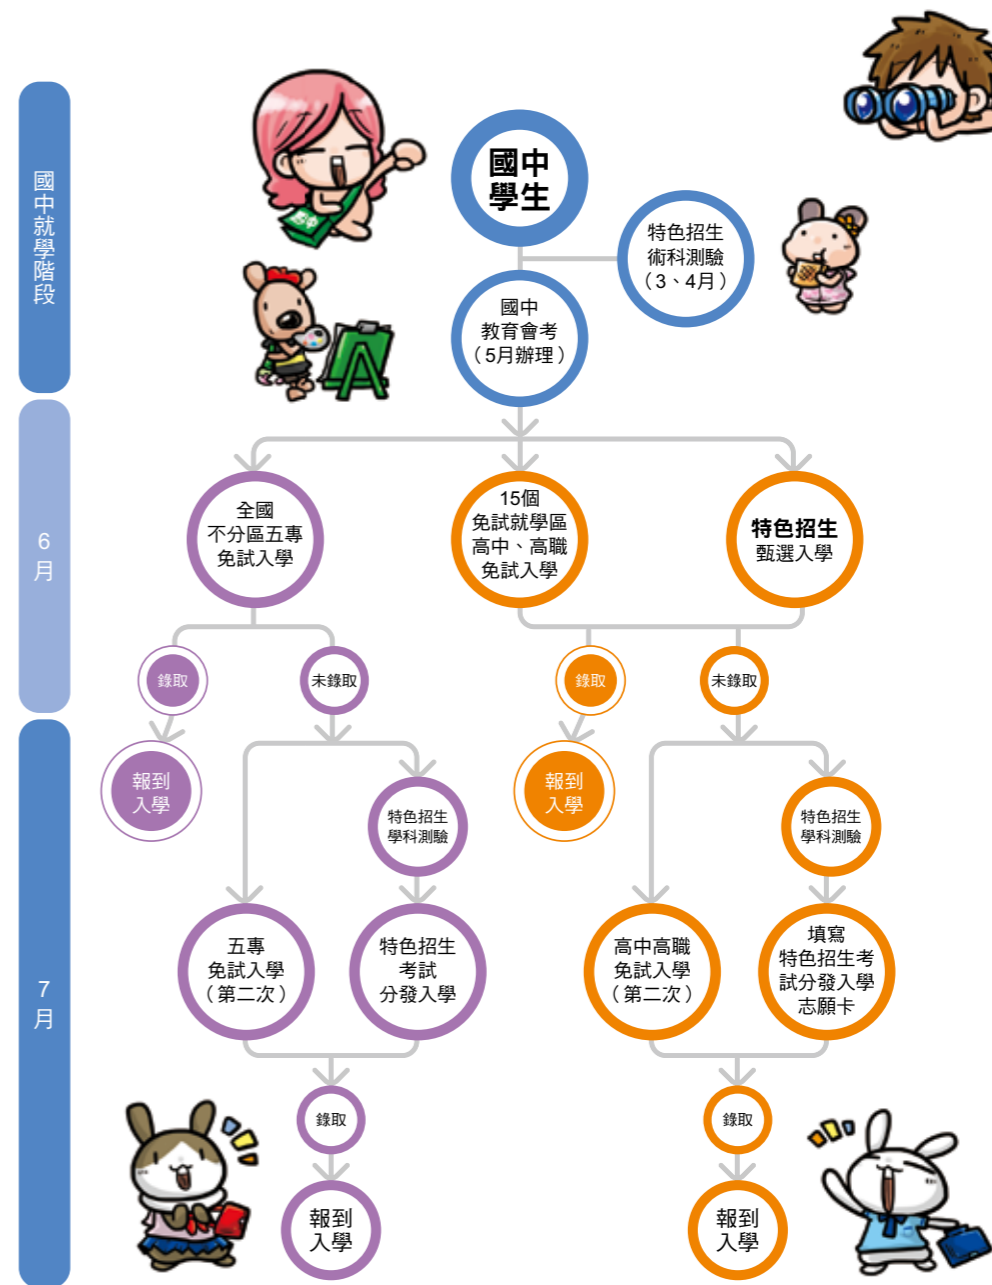 國中就學階段
國中
學生
特色招生
術科測驗
（3、4月）
國中
教育會考
（5月辦理）
6月
全國
不分區五專
免試入學
15個
免試就學區
高中、高職
免試入學
特色招生
甄選入學
錄取
未錄取
錄取
未錄取
7月
報到
入學
特色招生
學科測驗
報到
入學
特色招生
學科測驗
五專
免試入學
（第二次）
特色招生
考試
分發入學
高中高職
免試入學
（第二次）
填寫
特色招生考
試分發入學
志願卡
錄取
錄取
報到
入學
報到
入學